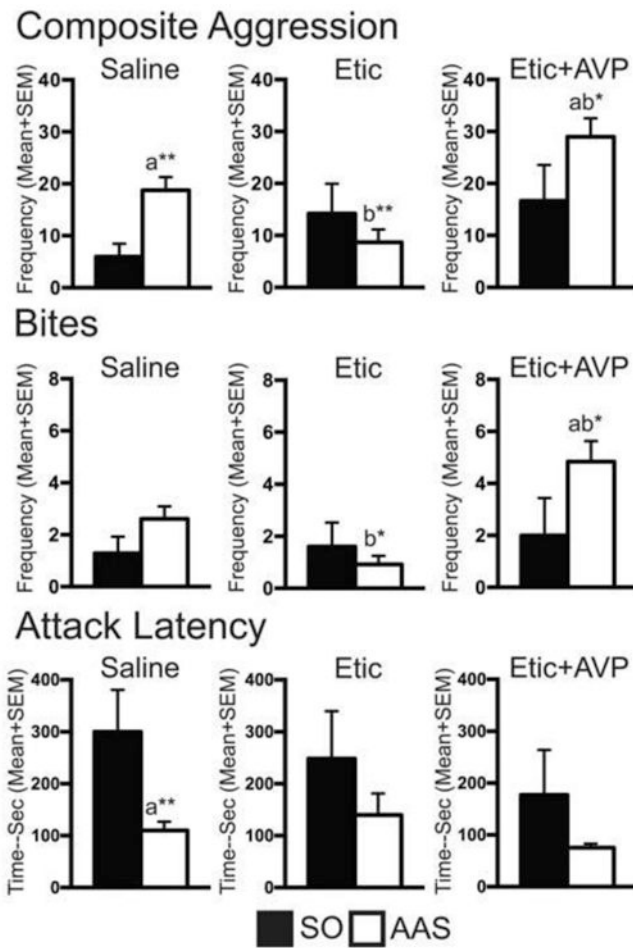 Composite Aggression
Saline
Etic
Etic+AVP
Frequency (Mean+SEM)
40
30
20
10
0
a**
Frequency (Mean+SEM)
40
30
20
10
0
b**
Frequency (Mean+SEM)
40
30
20
10
0
ab*
Bites
Saline
Etic
Etic+AVP
Frequency (Mean+SEM)
8
6
4
2
0
Frequency (Mean+SEM)
8
6
4
2
0
b*
Frequency (Mean+SEM)
8
6
4
2
0
ab*
Attack Latency
Saline
Etic
Etic+AVP
Time--Sec (Mean+SEM)
400
300
200
100
0
a**
Time--Sec (Mean+SEM)
400
300
200
100
0
Time--Sec (Mean+SEM)
400
300
200
100
0
SO AAS